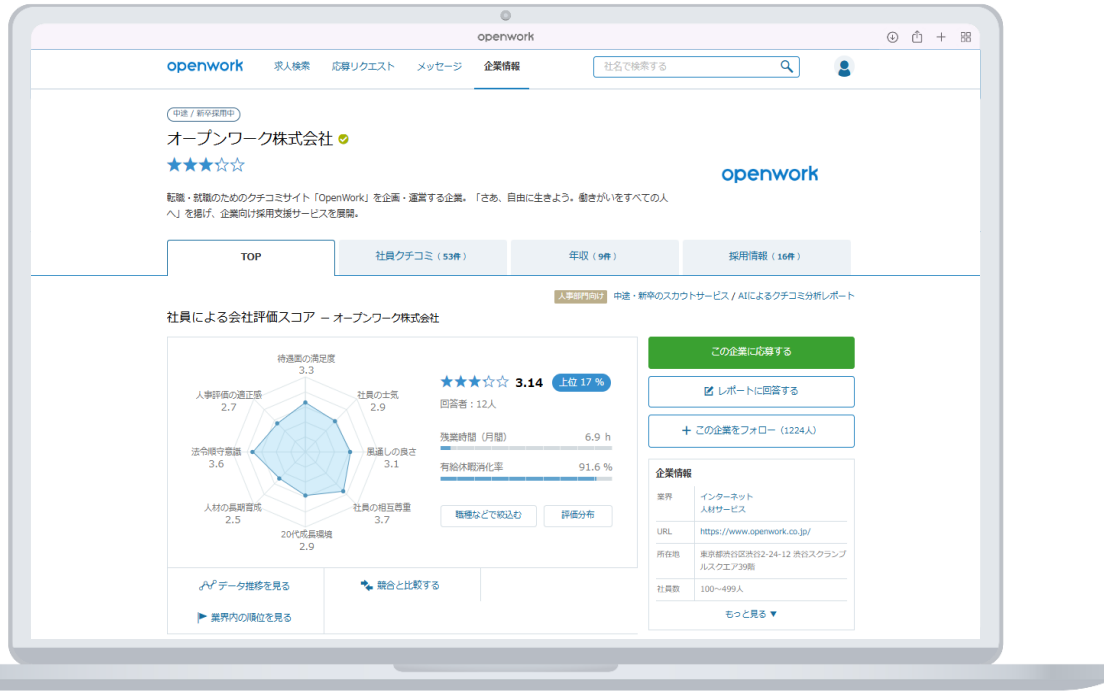 openwork
openwork
求人検索
応募リクエスト
メッセージ
企業情報
社名で検索する
中途 / 新卒採用中
オープンワーク株式会社
openwork
転職・就職のためのクチコミサイト「OpenWork」を企画・運営する企業。「さあ、自由に生きよう。働きがいをすべての人
へ」を掲げ、企業向け採用支援サービスを展開。
TOP
社員クチコミ（53件）
年収（9件）
採用情報（16件）
人事部門向け
中途・新卒のスカウトサービス / AIによるクチコミ分析レポート
社員による会社評価スコア － オープンワーク株式会社
待遇面の満足度
3.3
人事評価の適正感
2.7
社員の士気
2.9
法令順守意識
3.6
風通しの良さ
3.1
人材の長期育成
2.5
社員の相互尊重
3.7
20代成長環境
2.9
3.14
上位 17 %
回答者：12人
残業時間（月間）
6.9 h
有給休暇消化率
91.6 %
職種などで絞込む
評価分布
データ推移を見る
競合と比較する
業界内の順位を見る
この企業に応募する
レポートに回答する
+ この企業をフォロー（1224人）
企業情報
業界
インターネット
人材サービス
URL
https://www.openwork.co.jp/
所在地
東京都渋谷区渋谷2-24-12 渋谷スクランブ
ルスクエア39階
社員数
100～499人
もっと見る ▼